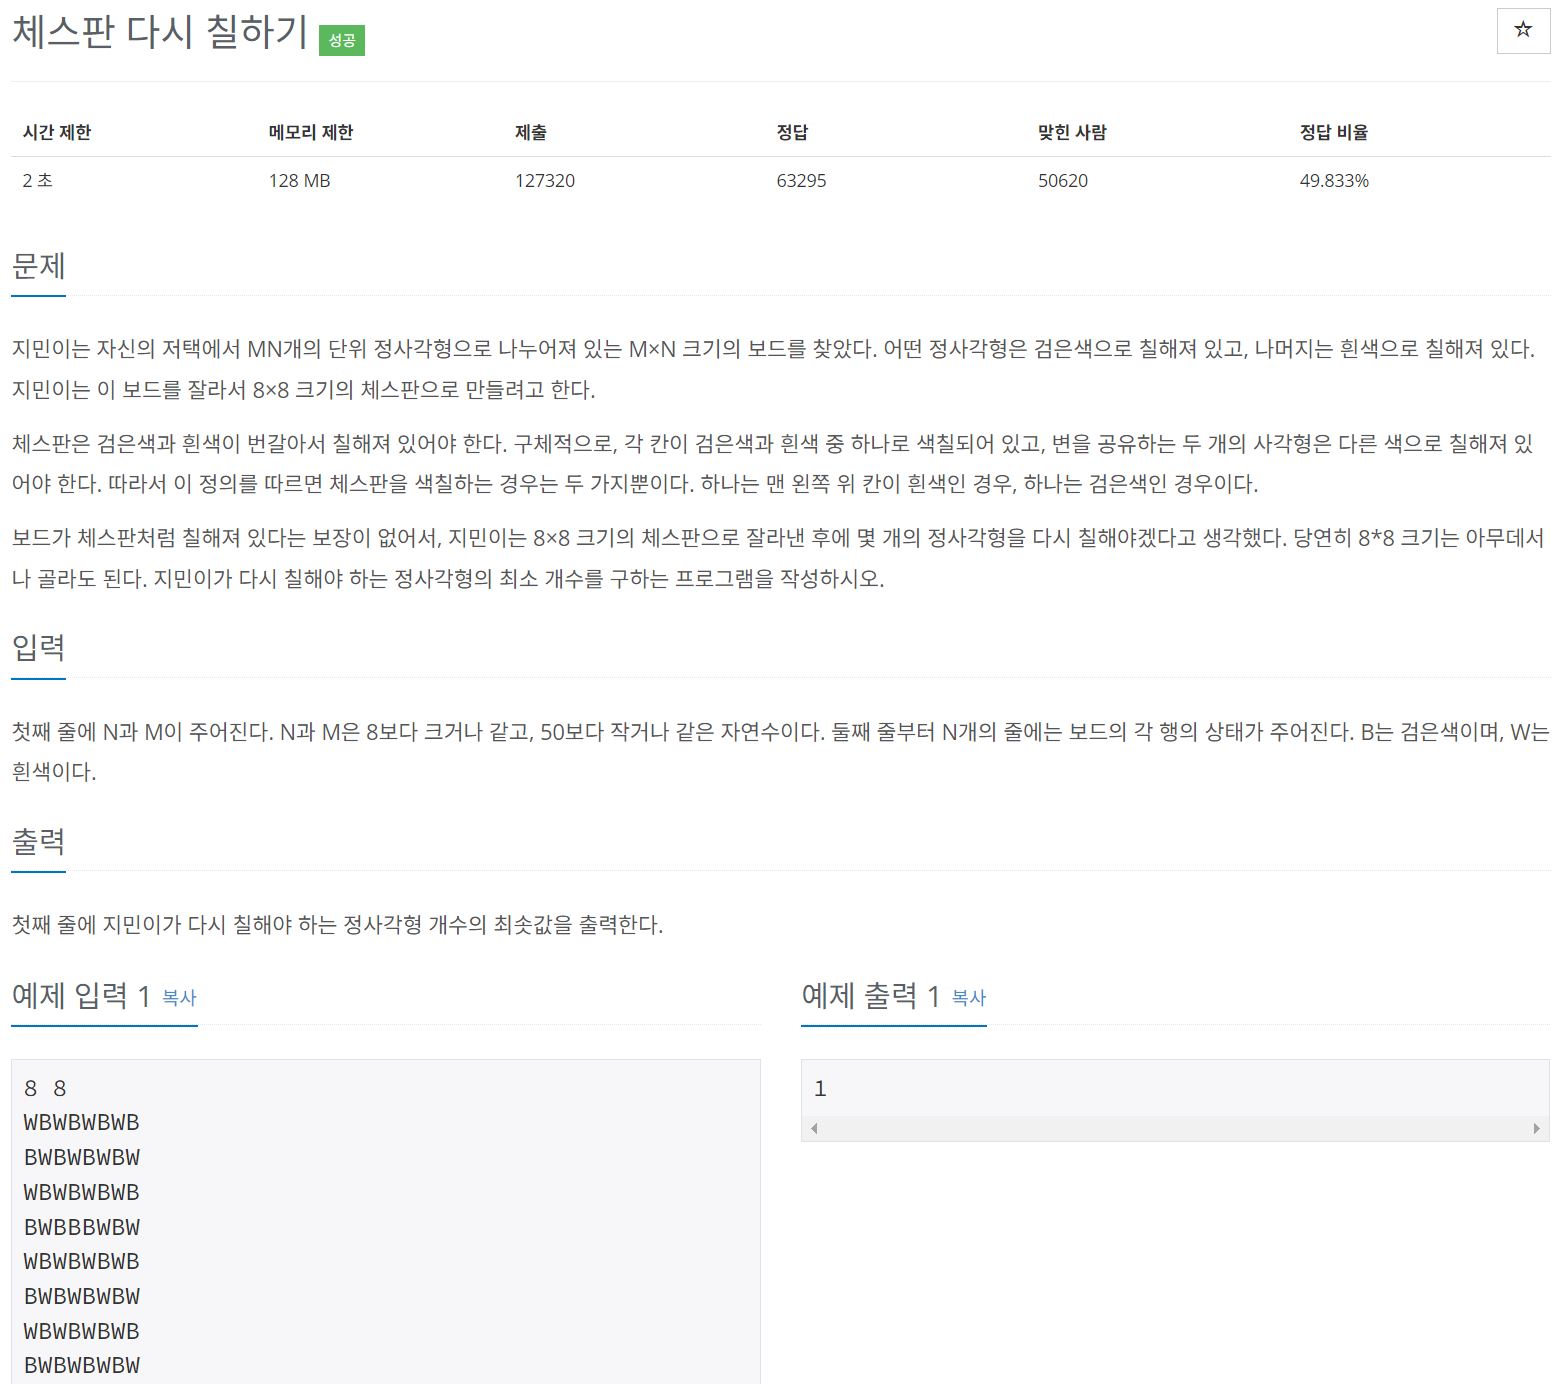 체스판 다시 칠하기 성공
☆
시간 제한 메모리 제한 제출 정답 맞힌 사람 정답 비율
2 초 128 MB 127320 63295 50620 49.833%
문제
지민이는 자신의 저택에서 MN개의 단위 정사각형으로 나누어져 있는 M×N 크기의 보드를 찾았다. 어떤 정사각형은 검은색으로 칠해져 있고, 나머지는 흰색으로 칠해져 있다.
지민이는 이 보드를 잘라서 8×8 크기의 체스판으로 만들려고 한다.
체스판은 검은색과 흰색이 번갈아서 칠해져 있어야 한다. 구체적으로, 각 칸이 검은색과 흰색 중 하나로 색칠되어 있고, 변을 공유하는 두 개의 사각형은 다른 색으로 칠해져 있
어야 한다. 따라서 이 정의를 따르면 체스판을 색칠하는 경우는 두 가지뿐이다. 하나는 맨 왼쪽 위 칸이 흰색인 경우, 하나는 검은색인 경우이다.
보드가 체스판처럼 칠해져 있다는 보장이 없어서, 지민이는 8×8 크기의 체스판으로 잘라낸 후에 몇 개의 정사각형을 다시 칠해야겠다고 생각했다. 당연히 8*8 크기는 아무데서
나 골라도 된다. 지민이가 다시 칠해야 하는 정사각형의 최소 개수를 구하는 프로그램을 작성하시오.
입력
첫째 줄에 N과 M이 주어진다. N과 M은 8보다 크거나 같고, 50보다 작거나 같은 자연수이다. 둘째 줄부터 N개의 줄에는 보드의 각 행의 상태가 주어진다. B는 검은색이며, W는
흰색이다.
출력
첫째 줄에 지민이가 다시 칠해야 하는 정사각형 개수의 최솟값을 출력한다.
예제 입력 1 복사
8 8
WBWBWBWB
BWBWBWBW
WBWBWBWB
BWBBBWBW
WBWBWBWB
BWBWBWBW
WBWBWBWB
BWBWBWBW
예제 출력 1 복사
1